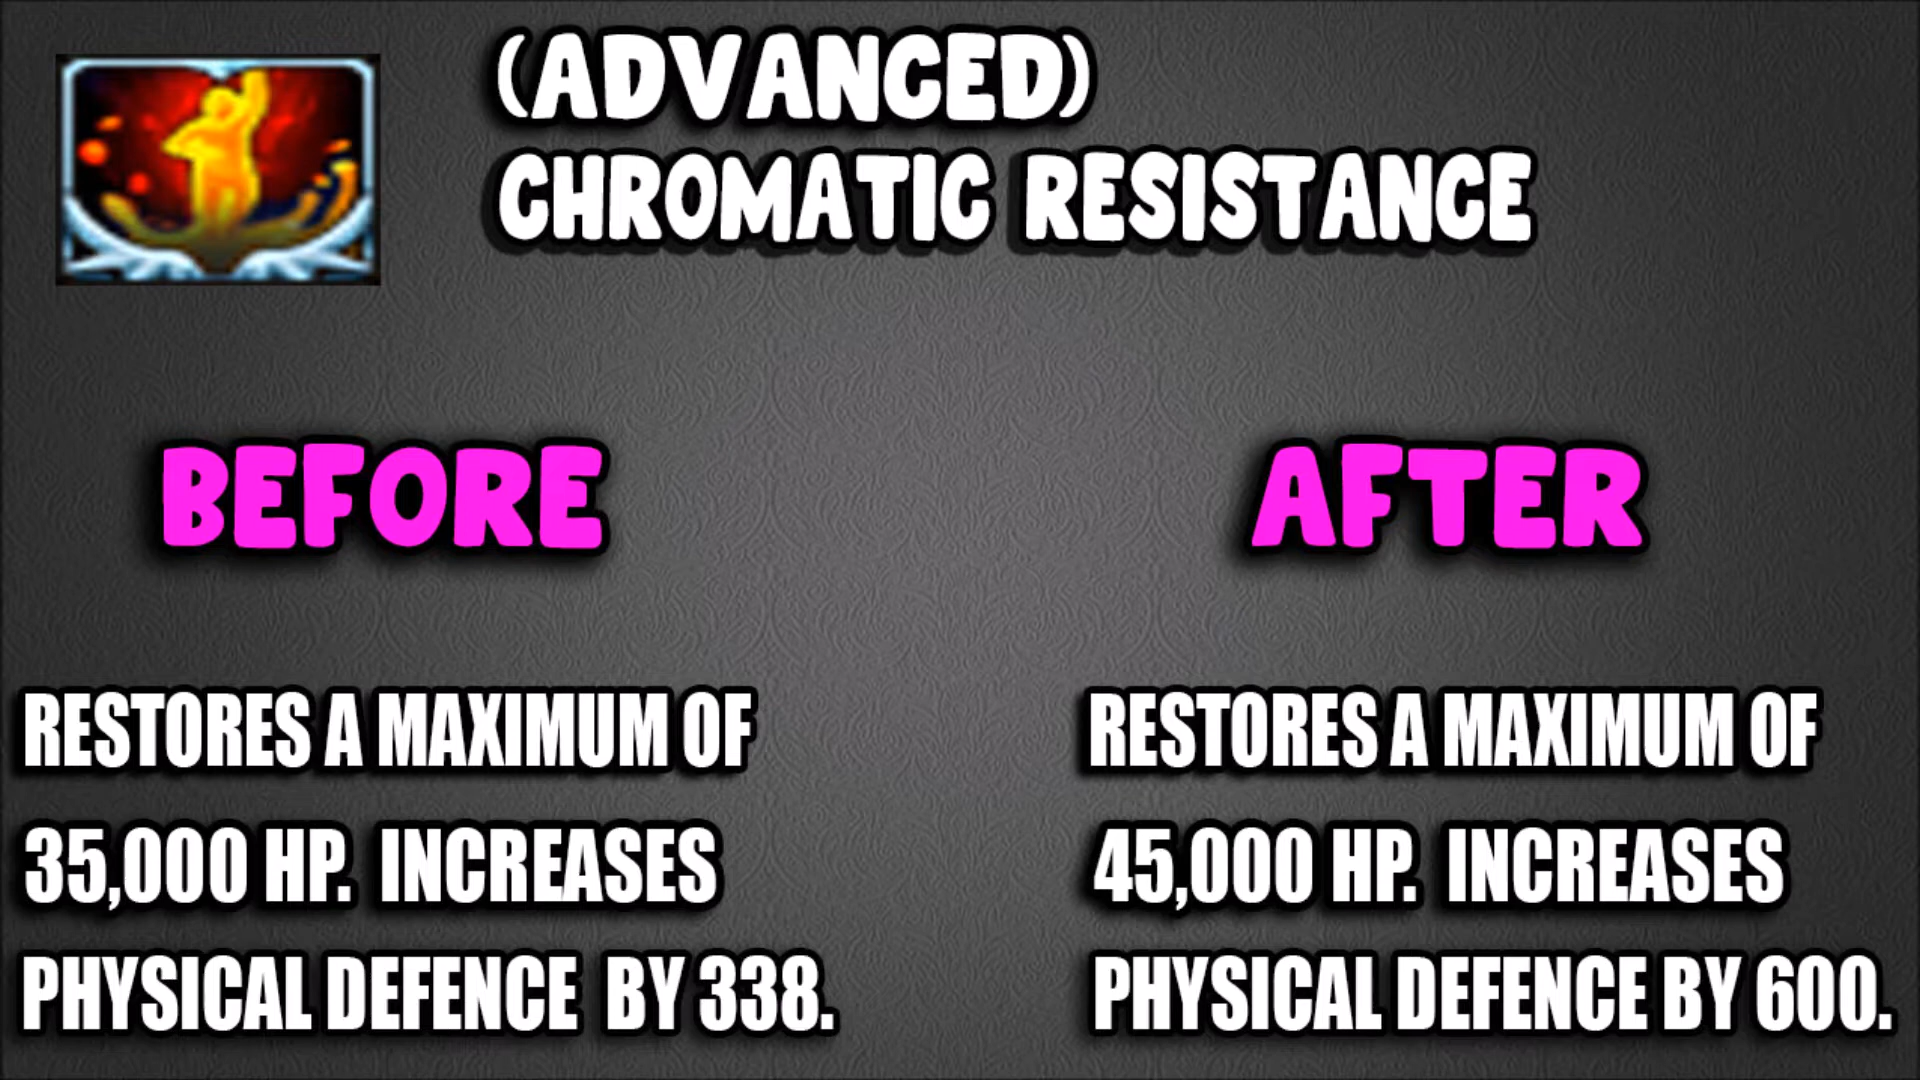 (ADVANCED)
CHROMATIC RESISTANCE
BEFORE
RESTORES A MAXIMUM OF
35,000 HP. INCREASES
PHYSICAL DEFENCE BY 338.
AFTER
RESTORES A MAXIMUM OF
45,000 HP. INCREASES
PHYSICAL DEFENCE BY 600.